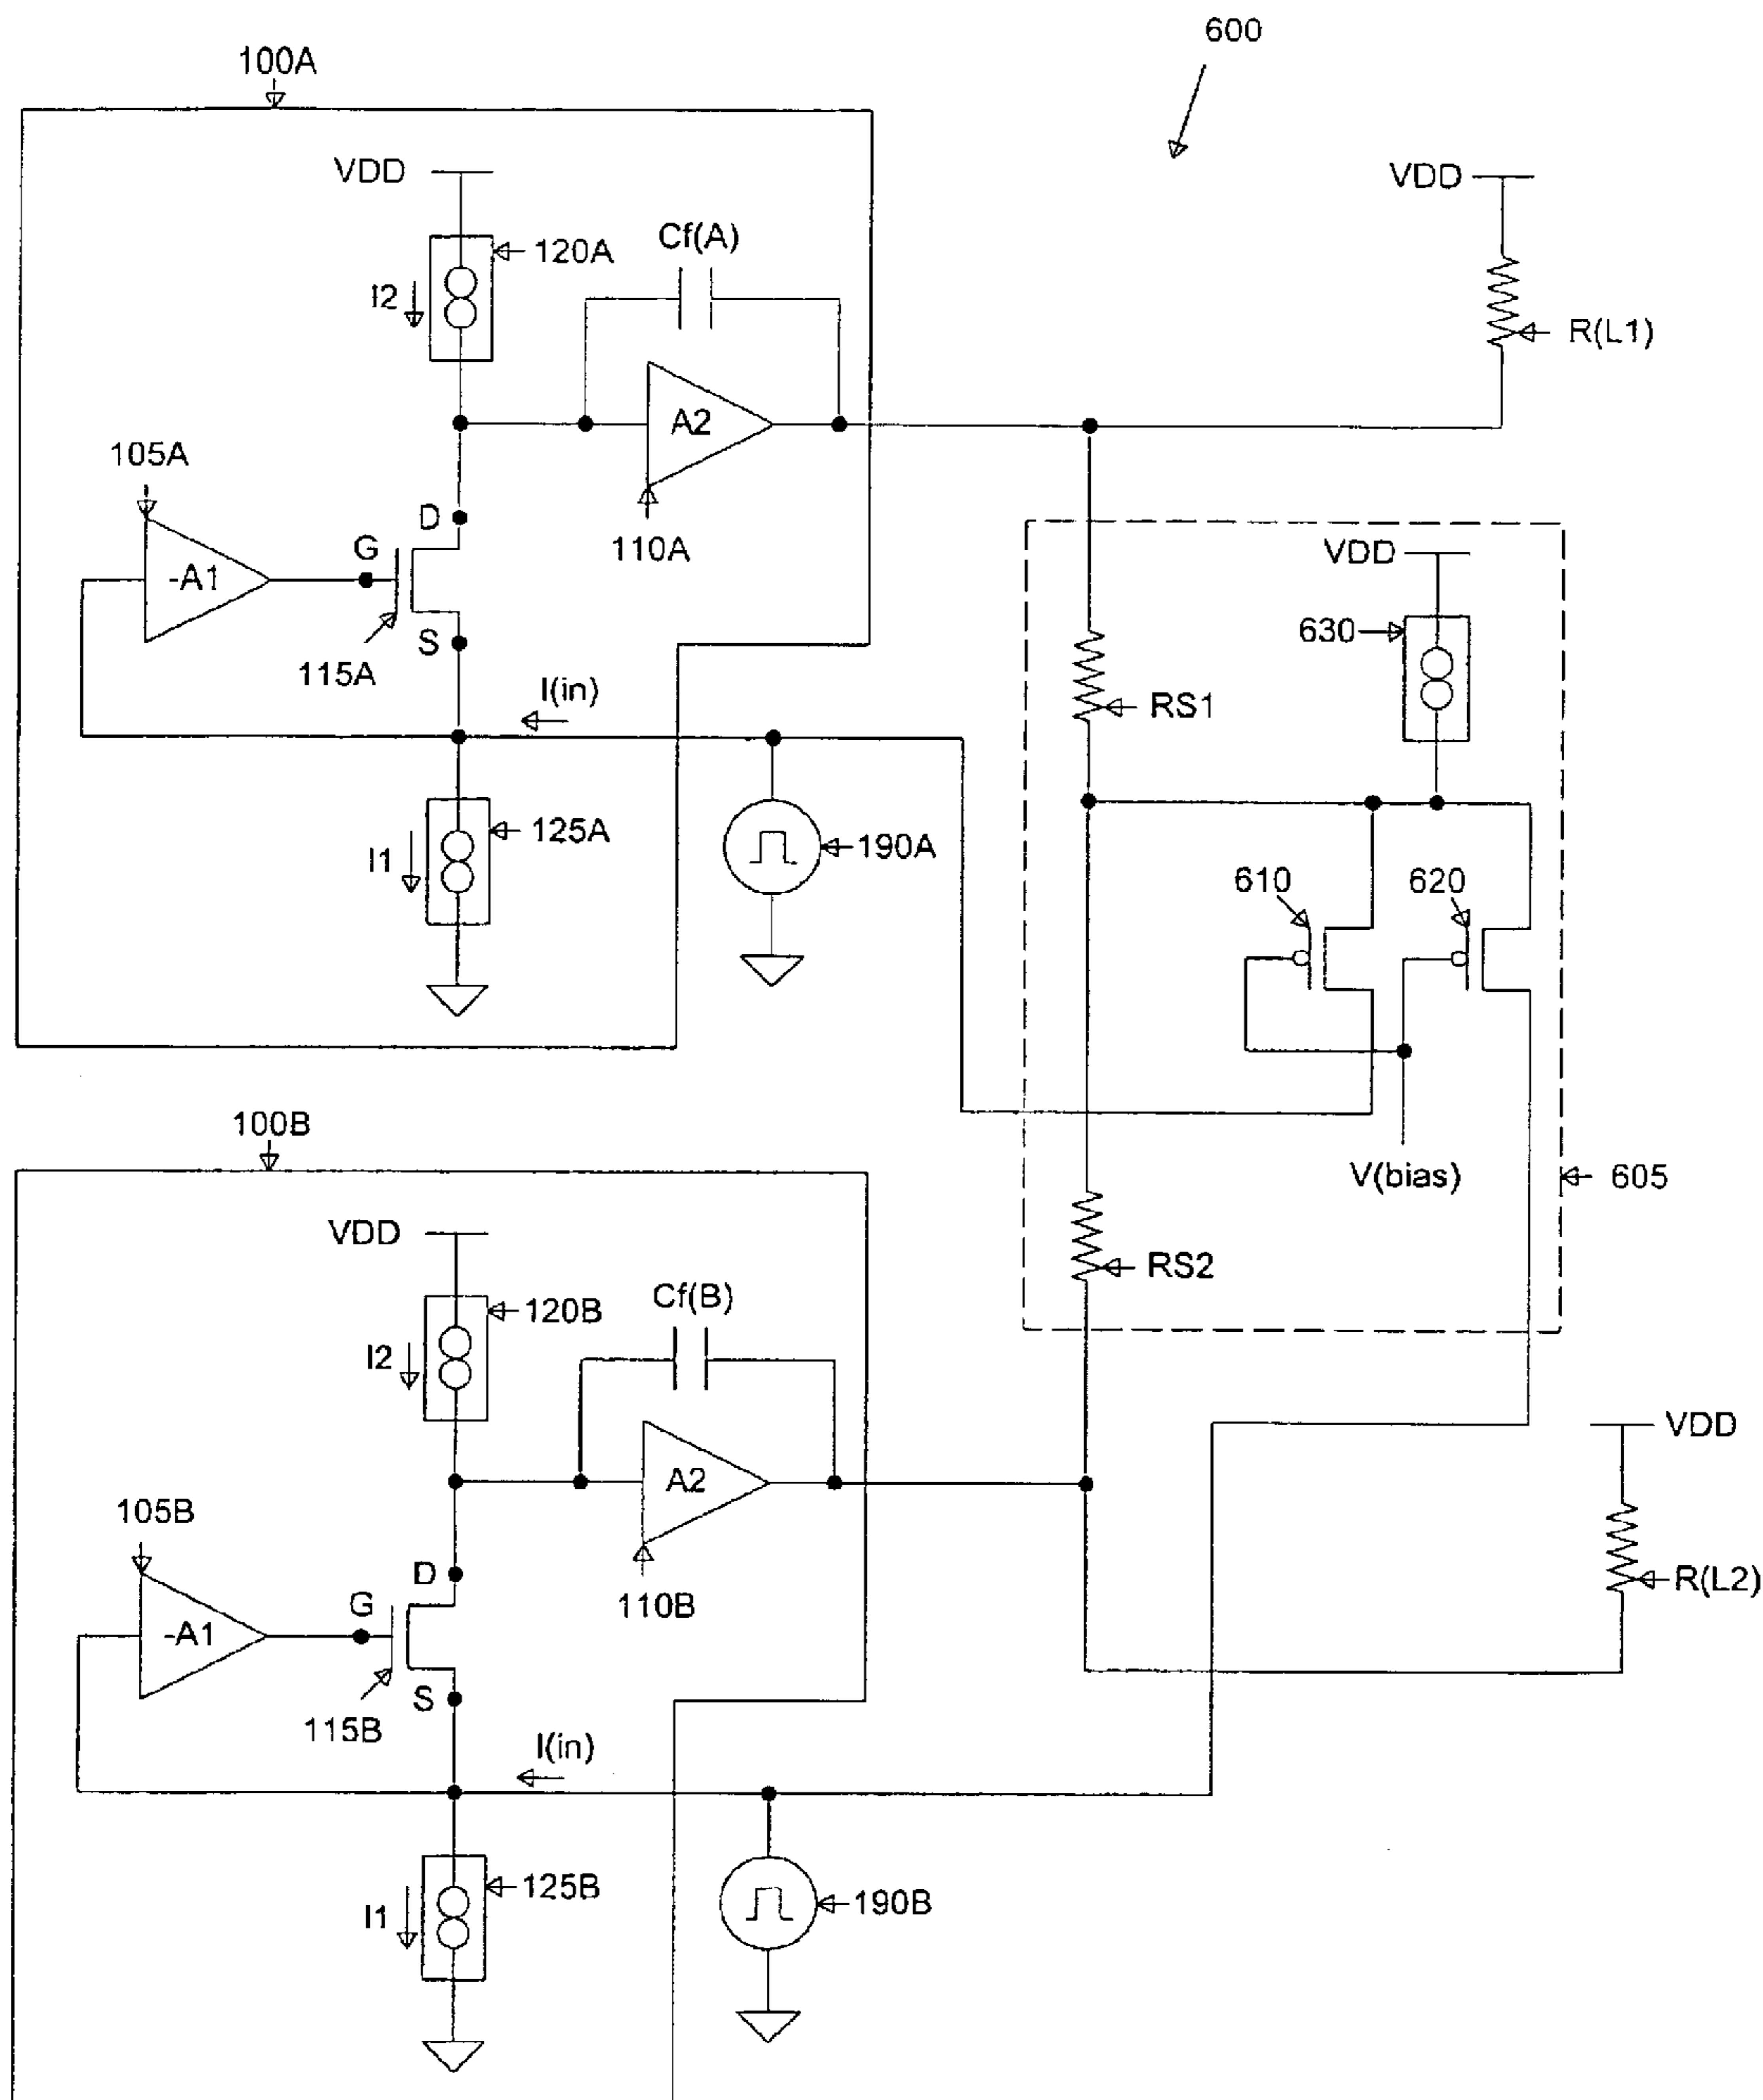 600
100A
VDD
VDD
120A
Cf(A)
I2
R(L1)
A2
105A
D
110A
G
VDD
-A1
630
S
115A
I(in)
RS1
125A
190A
I1
610
620
100B
V(bias)
605
VDD
RS2
120B
Cf(B)
I2
VDD
A2
105B
D
R(L2)
G
110B
-A1
S
115B
I(in)
125B
190B
I1